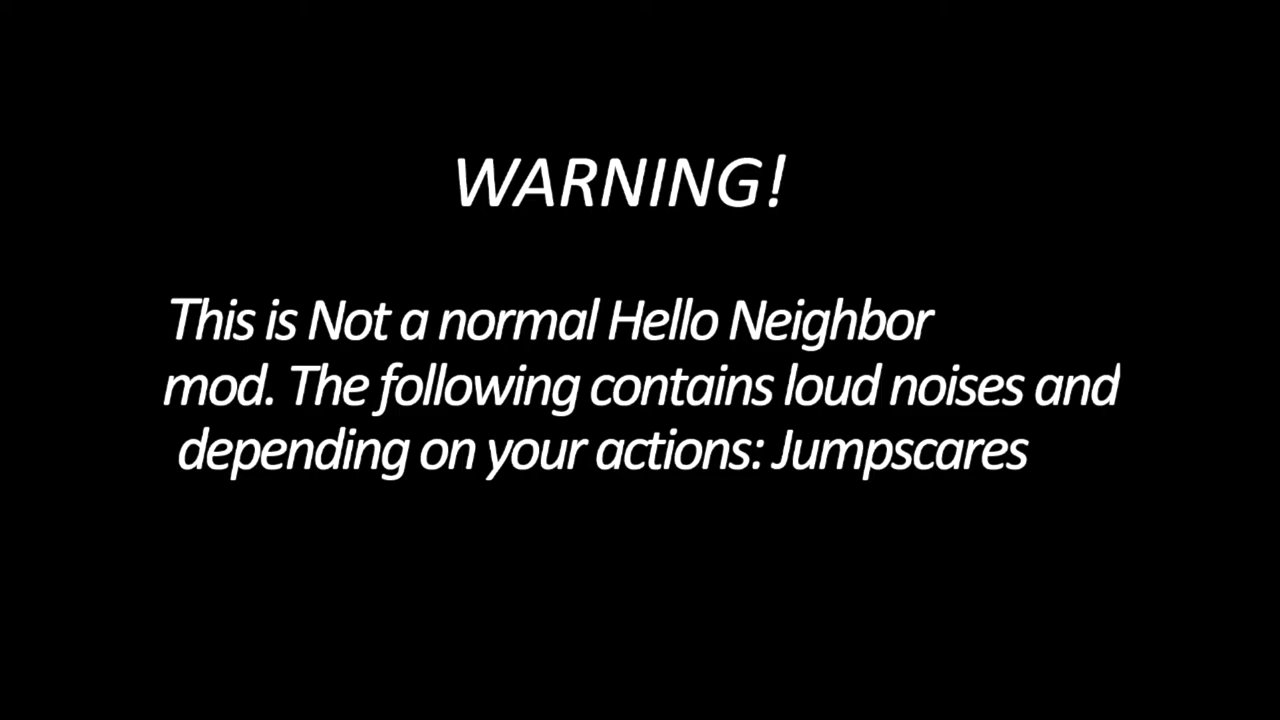 WARNING!
This is Not a normal Hello Neighbor
mod. The following contains loud noises and
depending on your actions: Jumpscares